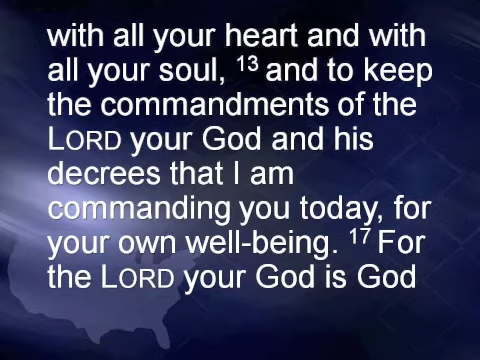 with all your heart and with
all your soul, 13 and to keep
the commandments of the
LORD your God and his
decrees that I am
commanding you today, for
your own well-being. 17 For
the LORD your God is God